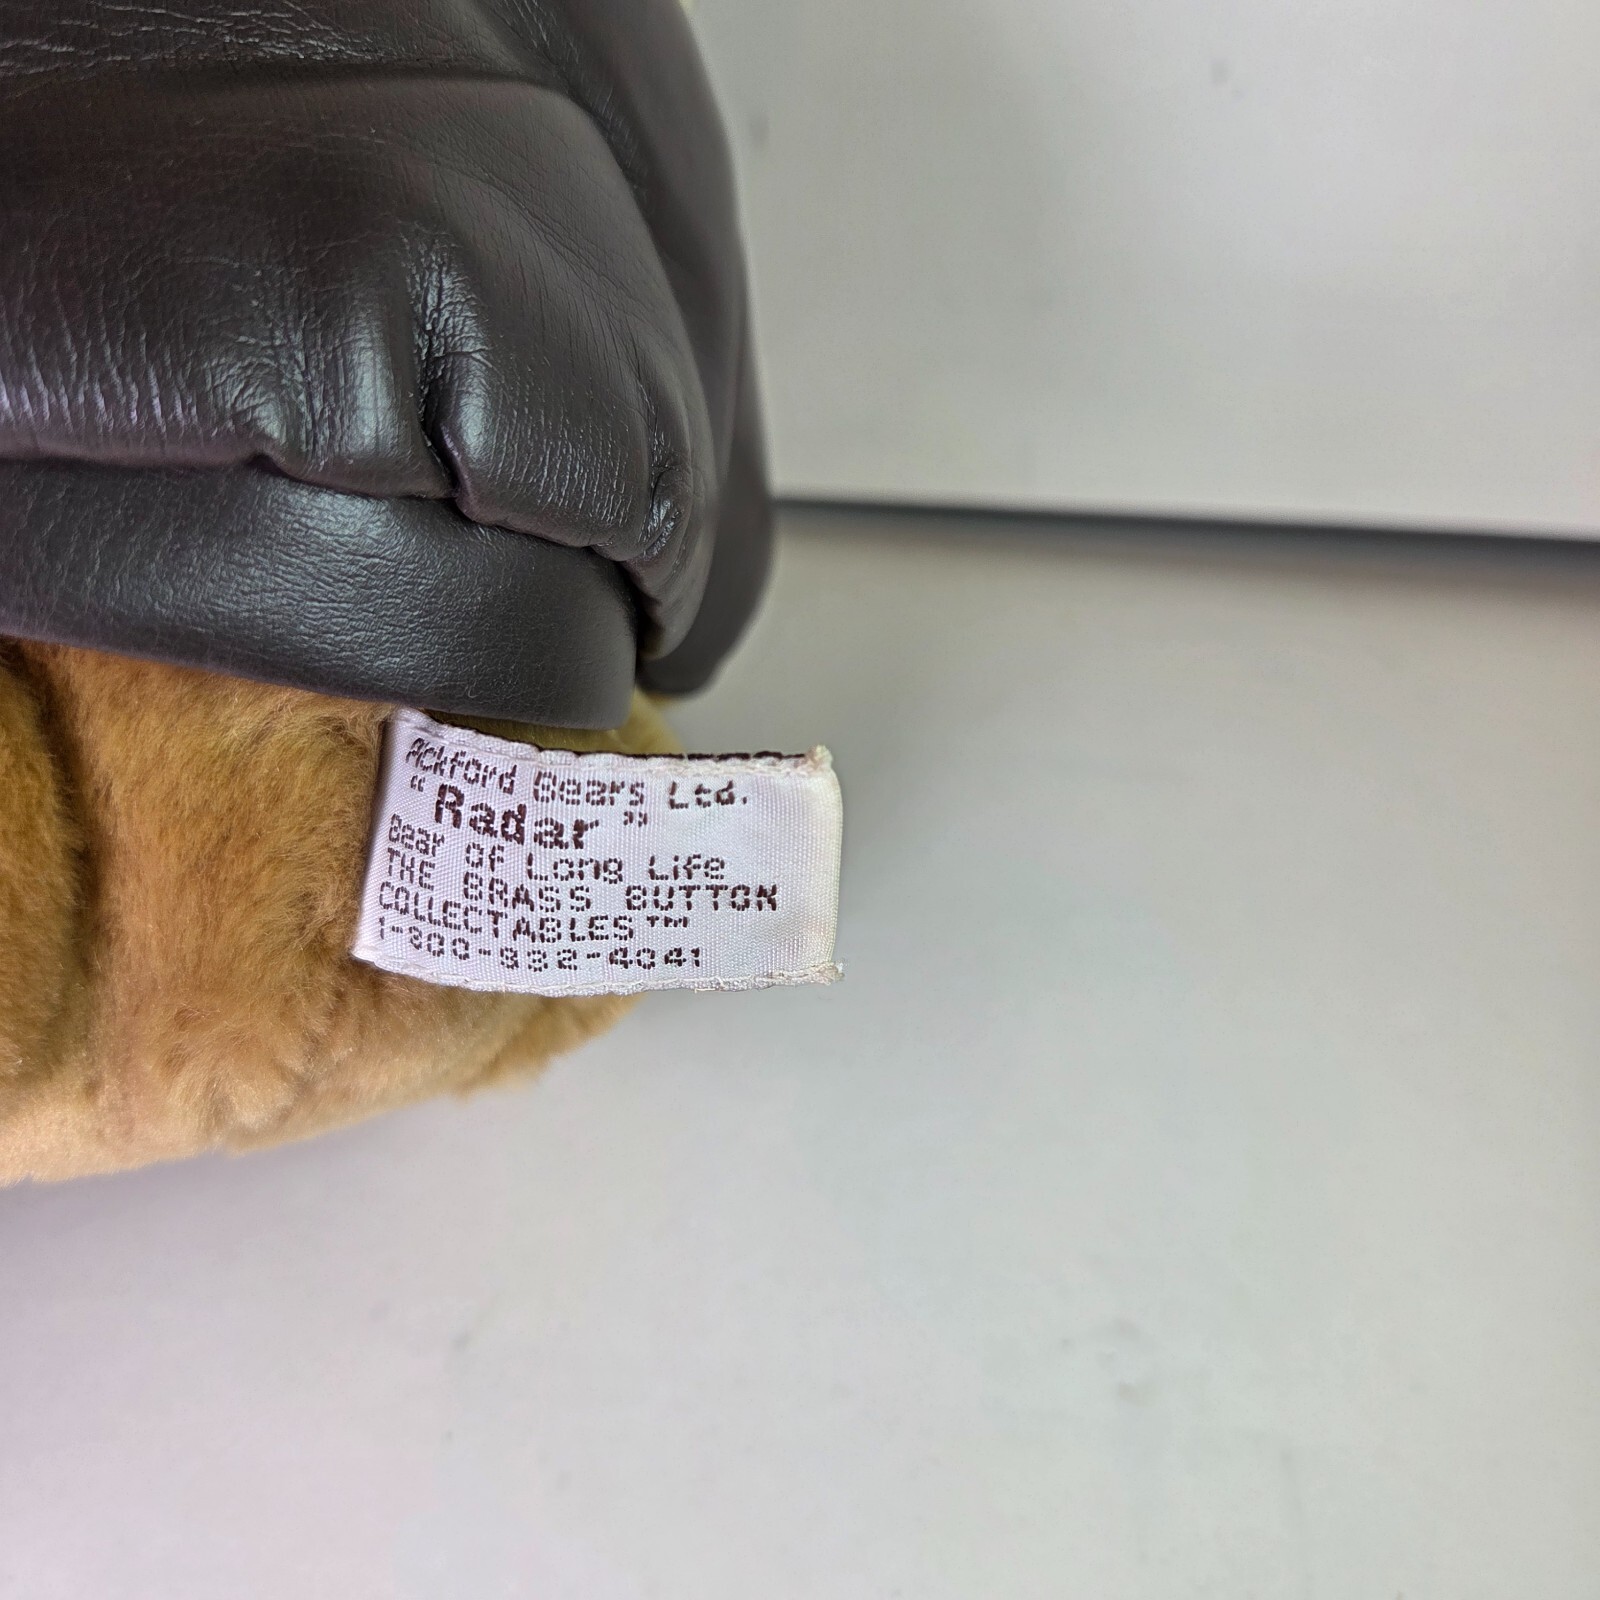 Pickford Bears Ltd.
"Radar"
Bear of Long Life
THE BRASS BUTTON
COLLECTABLES™
1-800-332-4041